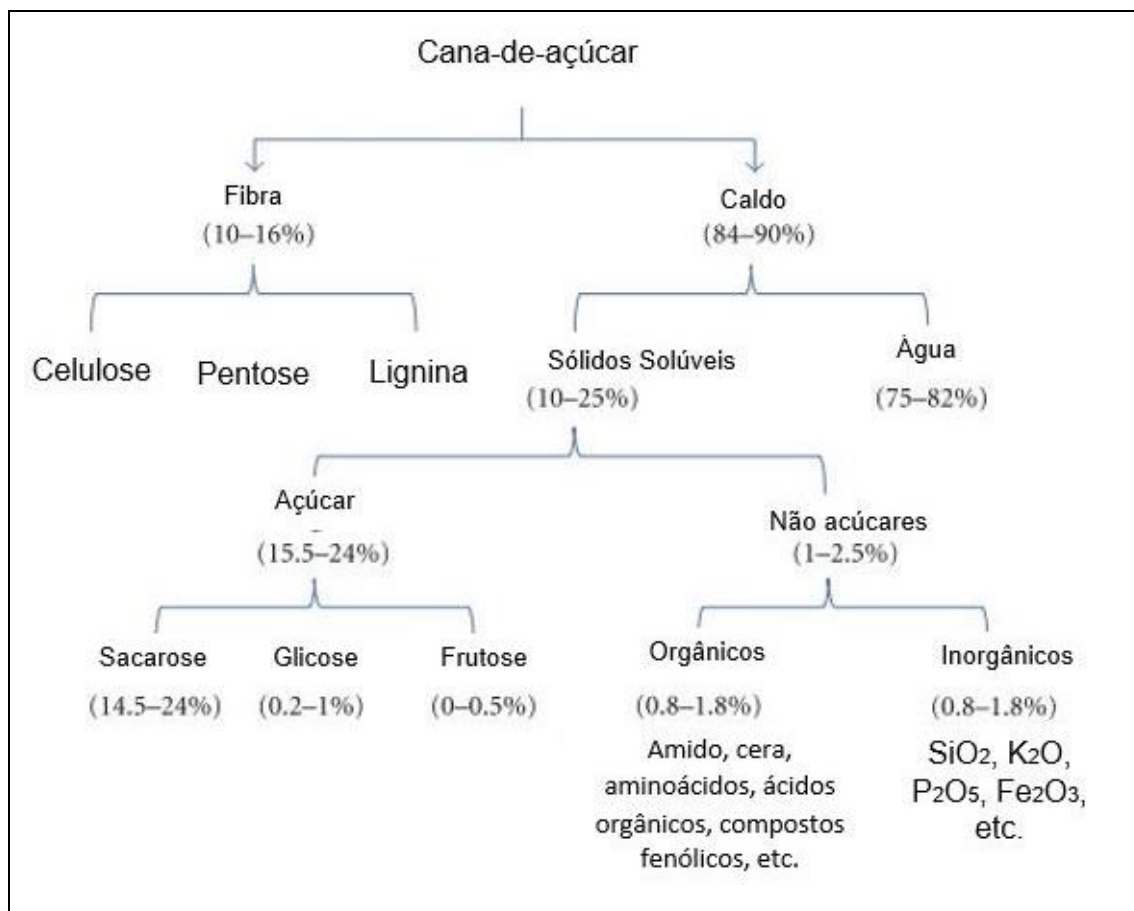 Cana-de-açúcar
Fibra
(10–16%)
Caldo
(84–90%)
Celulose
Pentose
Lignina
Sólidos Solúveis
(10–25%)
Água
(75–82%)
Açúcar
(15.5–24%)
Não acúcares
(1–2.5%)
Sacarose
(14.5–24%)
Glicose
(0.2–1%)
Frutose
(0–0.5%)
Orgânicos
(0.8–1.8%)
Amido, cera,
aminoácidos, ácidos
orgânicos, compostos
fenólicos, etc.
Inorgânicos
(0.8–1.8%)
SiO2, K2O,
P2O5, Fe2O3,
etc.